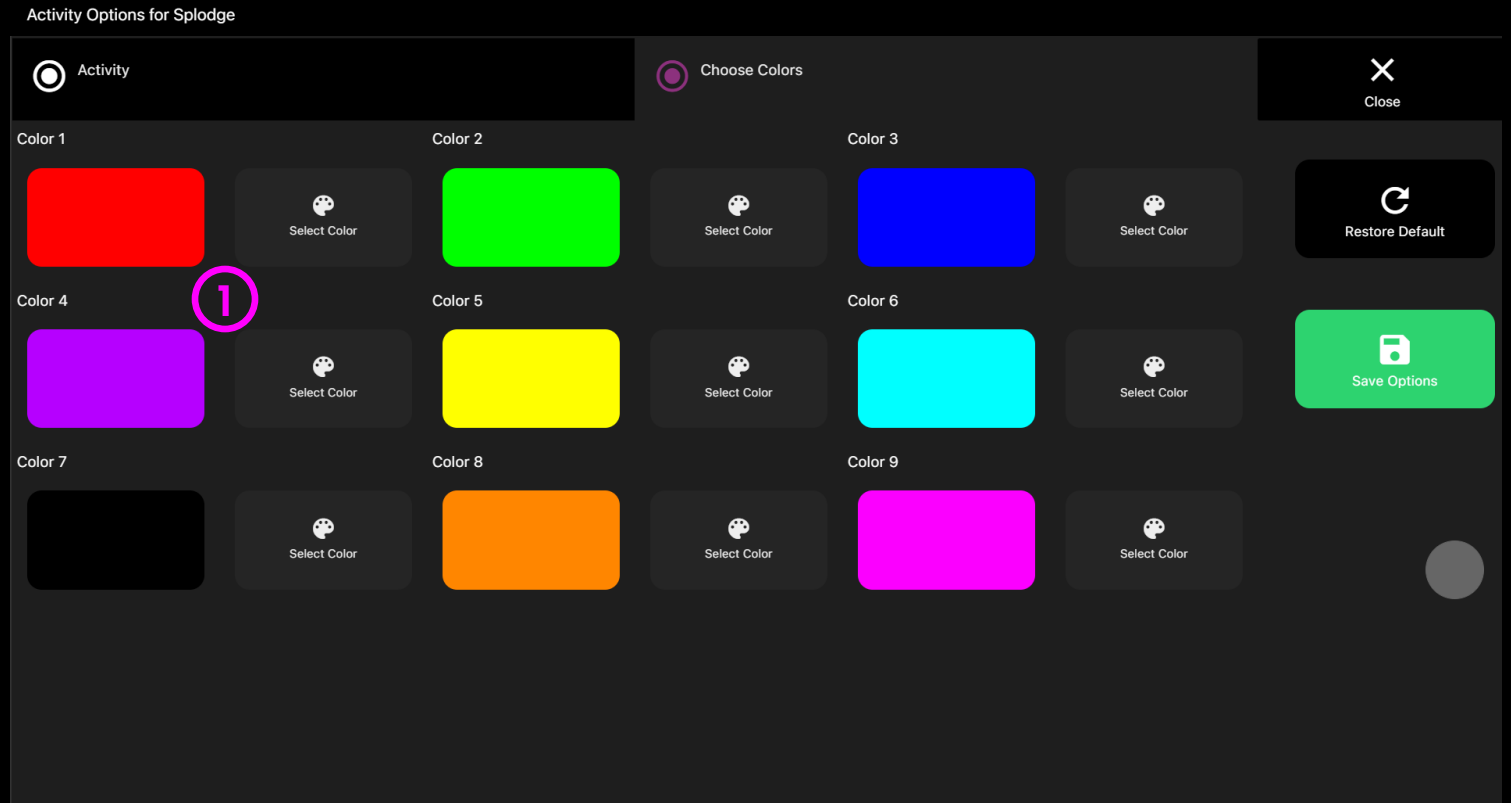 Activity Options for Splodge
Activity
Choose Colors
Close
Color 1
Color 2
Color 3
Select Color
Select Color
Select Color
Restore Default
1
Color 4
Color 5
Color 6
Select Color
Select Color
Select Color
Save Options
Color 7
Color 8
Color 9
Select Color
Select Color
Select Color